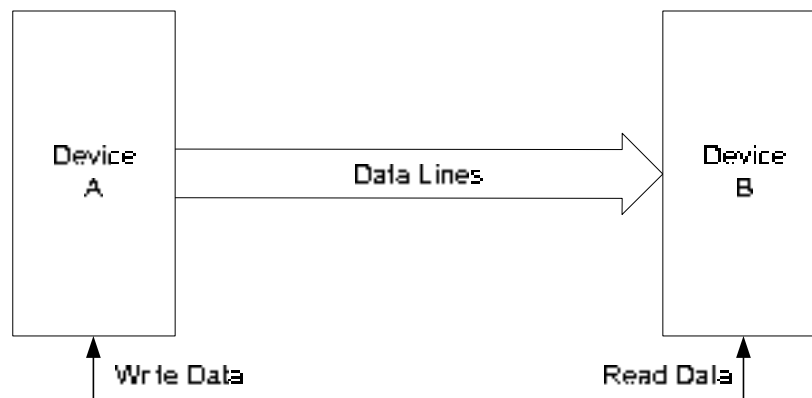 Device
A
Data Lines
Device
B
Write Data
Read Data